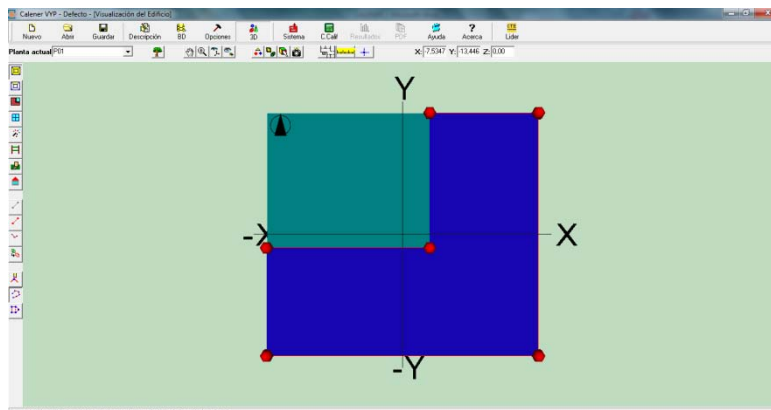 Calener VYP - Defecto - [Visualización del Edificio]
Nuevo Abrir Guardar Descripción BD Opciones 3D Sistema C.Calif Resultados PDF Ayuda Acerca Lider
Planta actual P01 X: -7,5347 Y: -13,446 Z: 0,00
Y
-X X
-Y